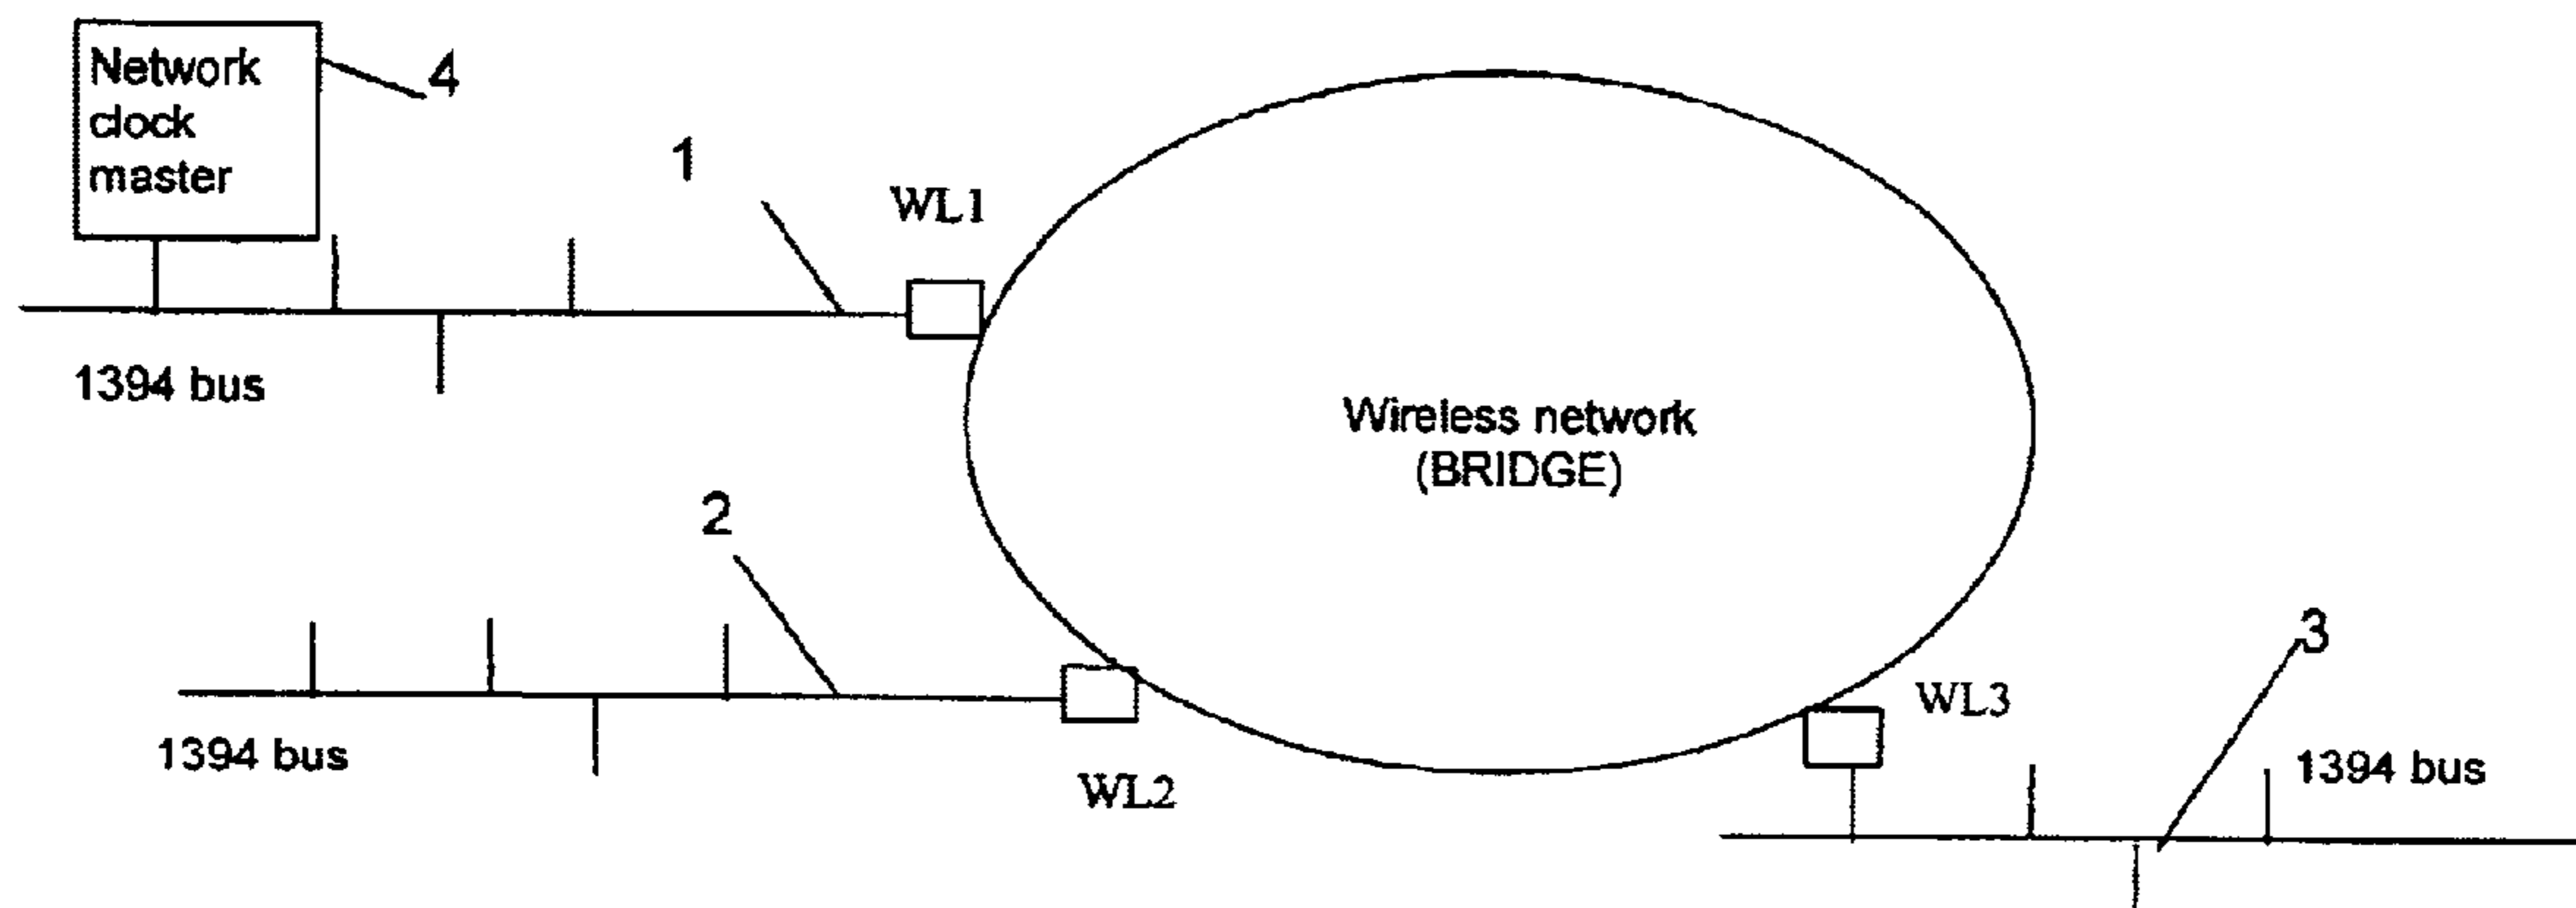 Network
clock
master
4
1
WL1
1394 bus
Wireless network
(BRIDGE)
2
1394 bus
WL2
3
WL3
1394 bus